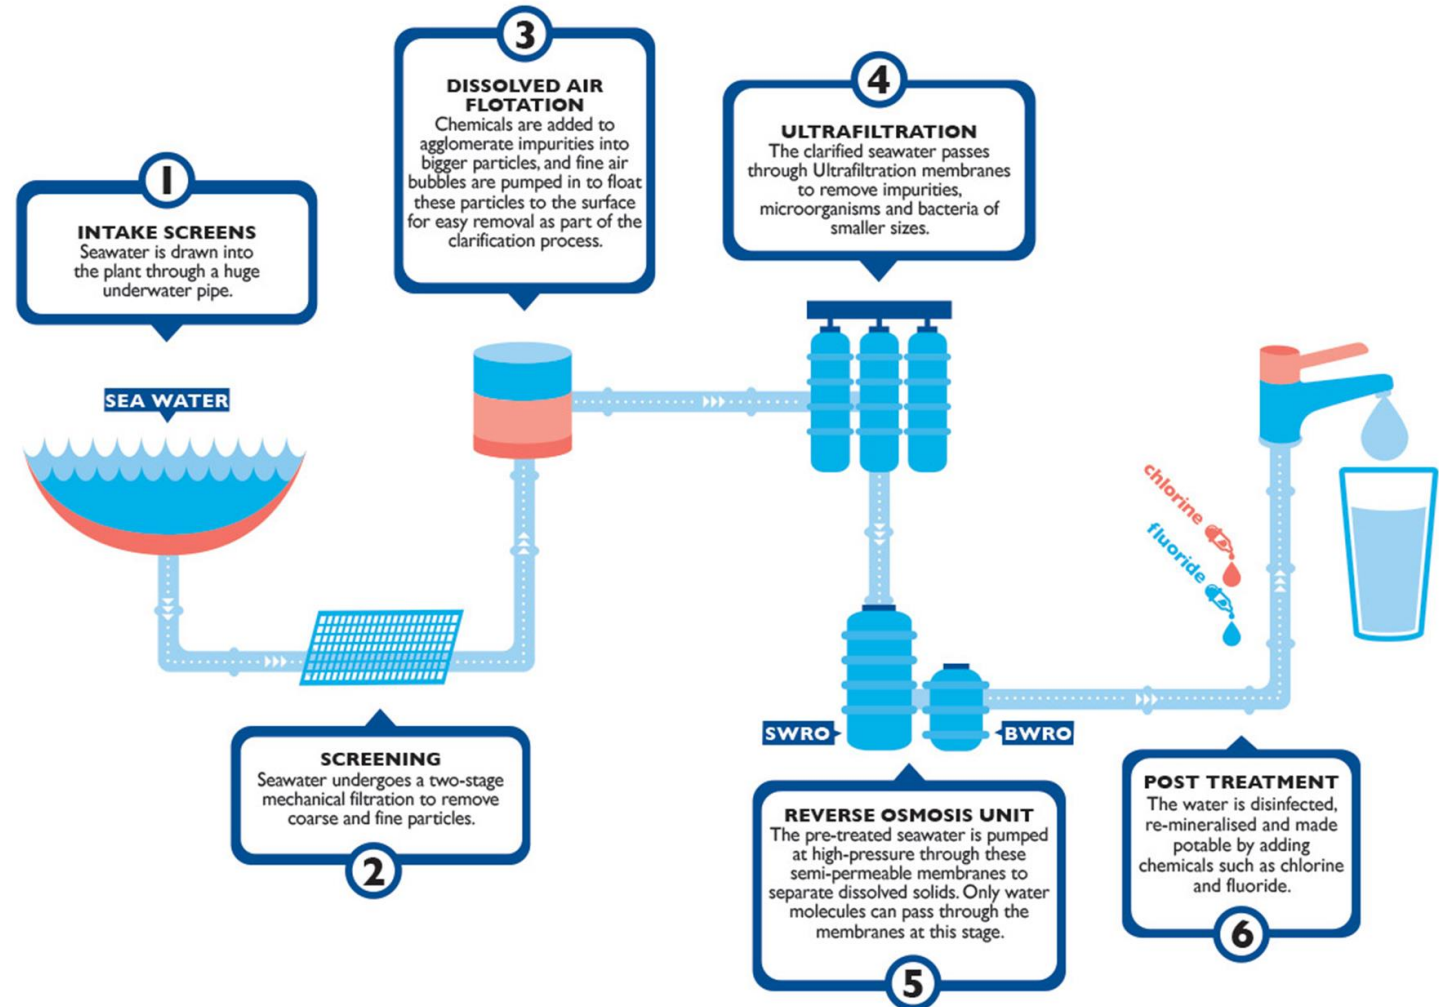 1
INTAKE SCREENS
Seawater is drawn into
the plant through a huge
underwater pipe.
SEA WATER
SCREENING
Seawater undergoes a two-stage
mechanical filtration to remove
coarse and fine particles.
2
3
DISSOLVED AIR
FLOTATION
Chemicals are added to
agglomerate impurities into
bigger particles, and fine air
bubbles are pumped in to float
these particles to the surface
for easy removal as part of the
clarification process.
4
ULTRAFILTRATION
The clarified seawater passes
through Ultrafiltration membranes
to remove impurities,
microorganisms and bacteria of
smaller sizes.
SWRO
BWRO
REVERSE OSMOSIS UNIT
The pre-treated seawater is pumped
at high-pressure through these
semi-permeable membranes to
separate dissolved solids. Only water
molecules can pass through the
membranes at this stage.
5
chlorine
fluoride
POST TREATMENT
The water is disinfected,
re-mineralised and made
potable by adding
chemicals such as chlorine
and fluoride.
6